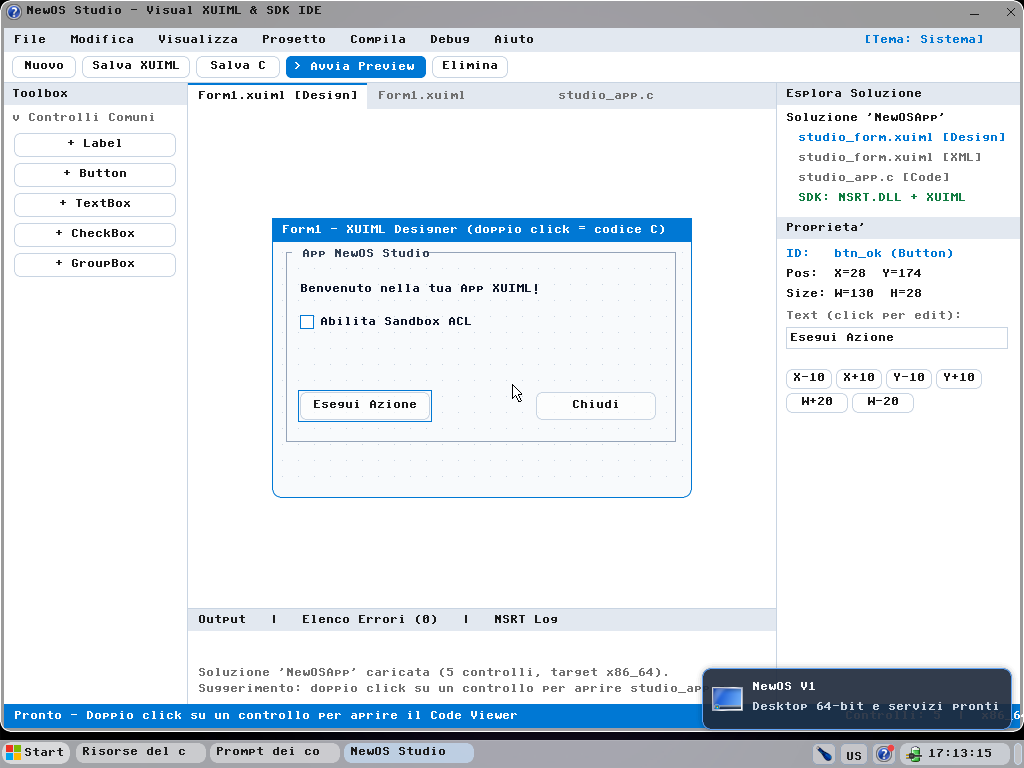 NewOS Studio - Visual XUIML & SDK IDE
File Modifica Visualizza Progetto Compila Debug Aiuto [Tema: Sistema]
Nuovo Salva XUIML Salva C > Avvia Preview Elimina
Toolbox
v Controlli Comuni
+ Label
+ Button
+ TextBox
+ CheckBox
+ GroupBox
Form1.xuiml [Design] Form1.xuiml studio_app.c
Form1 - XUIML Designer (doppio click = codice C)
App NewOS Studio
Benvenuto nella tua App XUIML!
Abilita Sandbox ACL
Esegui Azione Chiudi
Output | Elenco Errori (0) | NSRT Log
Soluzione 'NewOSApp' caricata (5 controlli, target x86_64).
Suggerimento: doppio click su un controllo per aprire studio_ap
Esplora Soluzione
Soluzione 'NewOSApp'
studio_form.xuiml [Design]
studio_form.xuiml [XML]
studio_app.c [Code]
SDK: NSRT.DLL + XUIML
Proprieta'
ID: btn_ok (Button)
Pos: X=28 Y=174
Size: W=130 H=28
Text (click per edit):
Esegui Azione
X-10 X+10 Y-10 Y+10
W+20 W-20
NewOS V1
Desktop 64-bit e servizi pronti
Pronto - Doppio click su un controllo per aprire il Code Viewer Controlli: 5 | x86_64
Start Risorse del c Prompt dei co NewOS Studio US 17:13:15